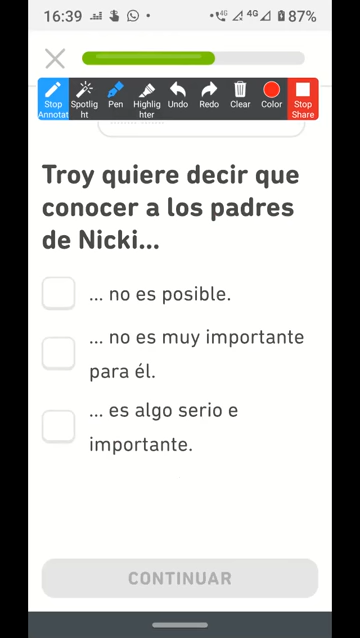 16:39 4G 4G 87%
Stop Annotat Spotlig ht Pen Highlig hter Undo Redo Clear Color Stop Share
Troy quiere decir que
conocer a los padres
de Nicki...
... no es posible.
... no es muy importante
para él.
... es algo serio e
importante.
CONTINUAR